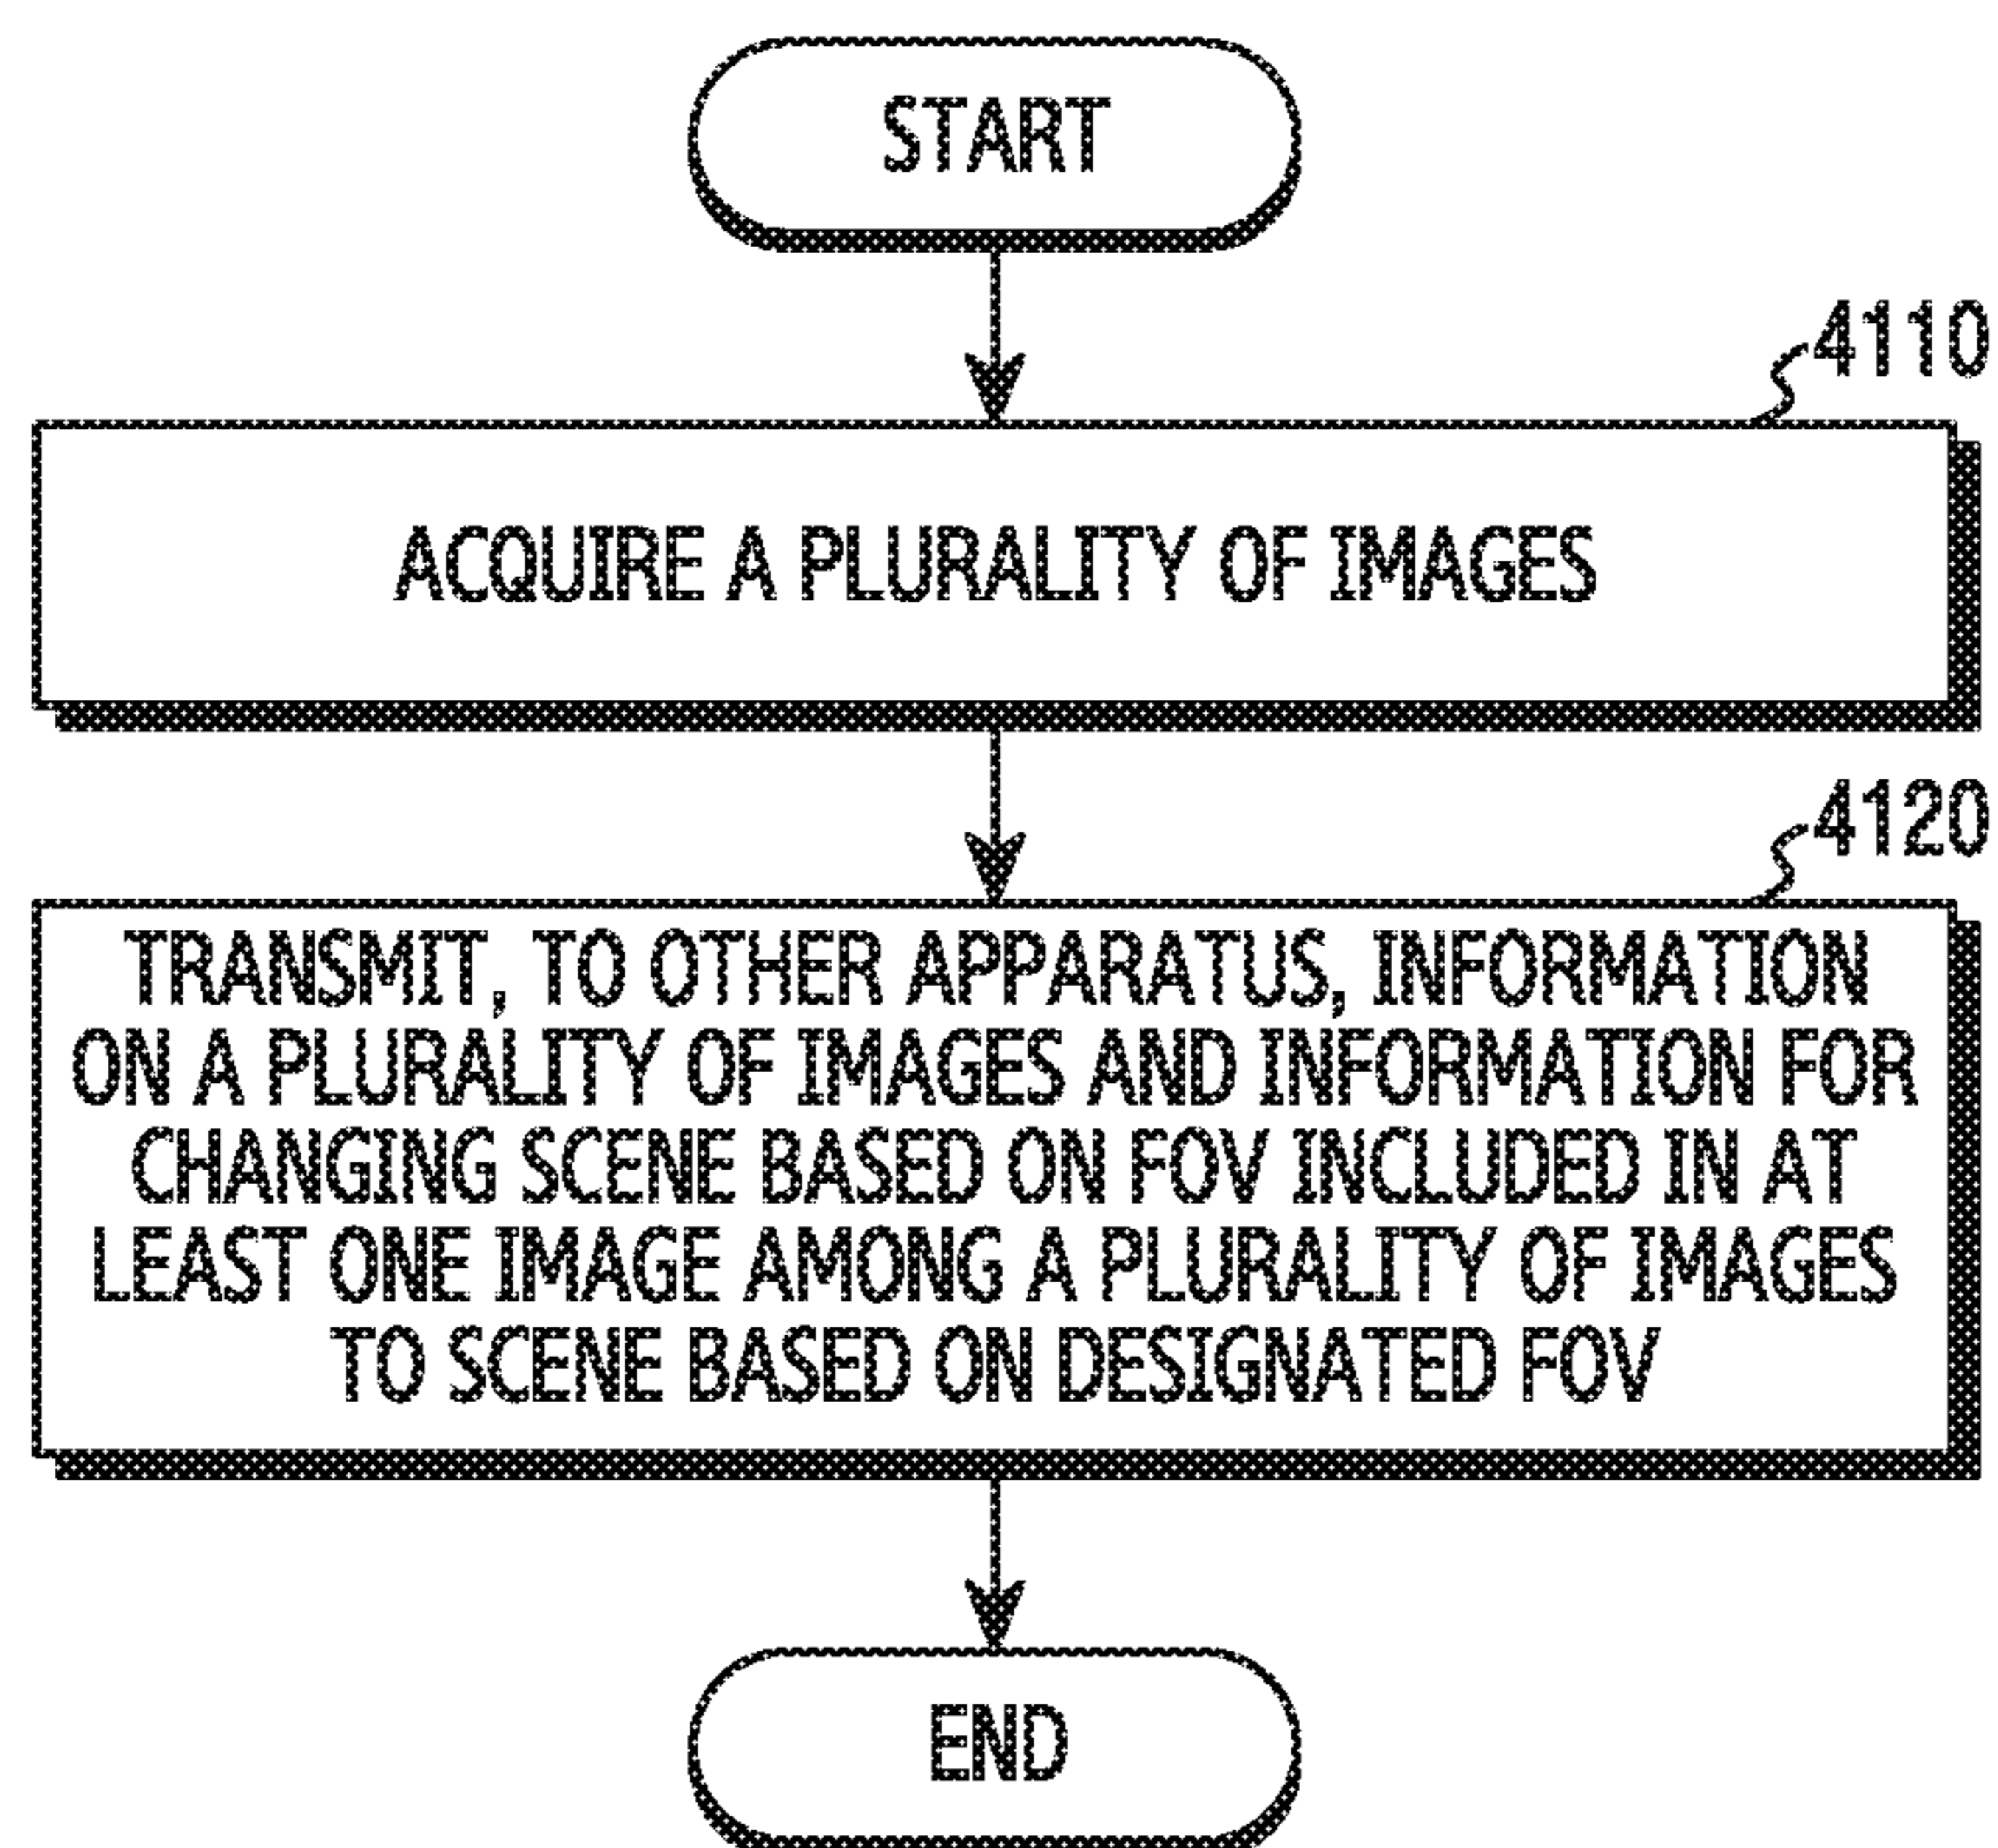 START
4110
ACQUIRE A PLURALITY OF IMAGES
4120
TRANSMIT, TO OTHER APPARATUS, INFORMATION
ON A PLURALITY OF IMAGES AND INFORMATION FOR
CHANGING SCENE BASED ON FOV INCLUDED IN AT
LEAST ONE IMAGE AMONG A PLURALITY OF IMAGES
TO SCENE BASED ON DESIGNATED FOV
END